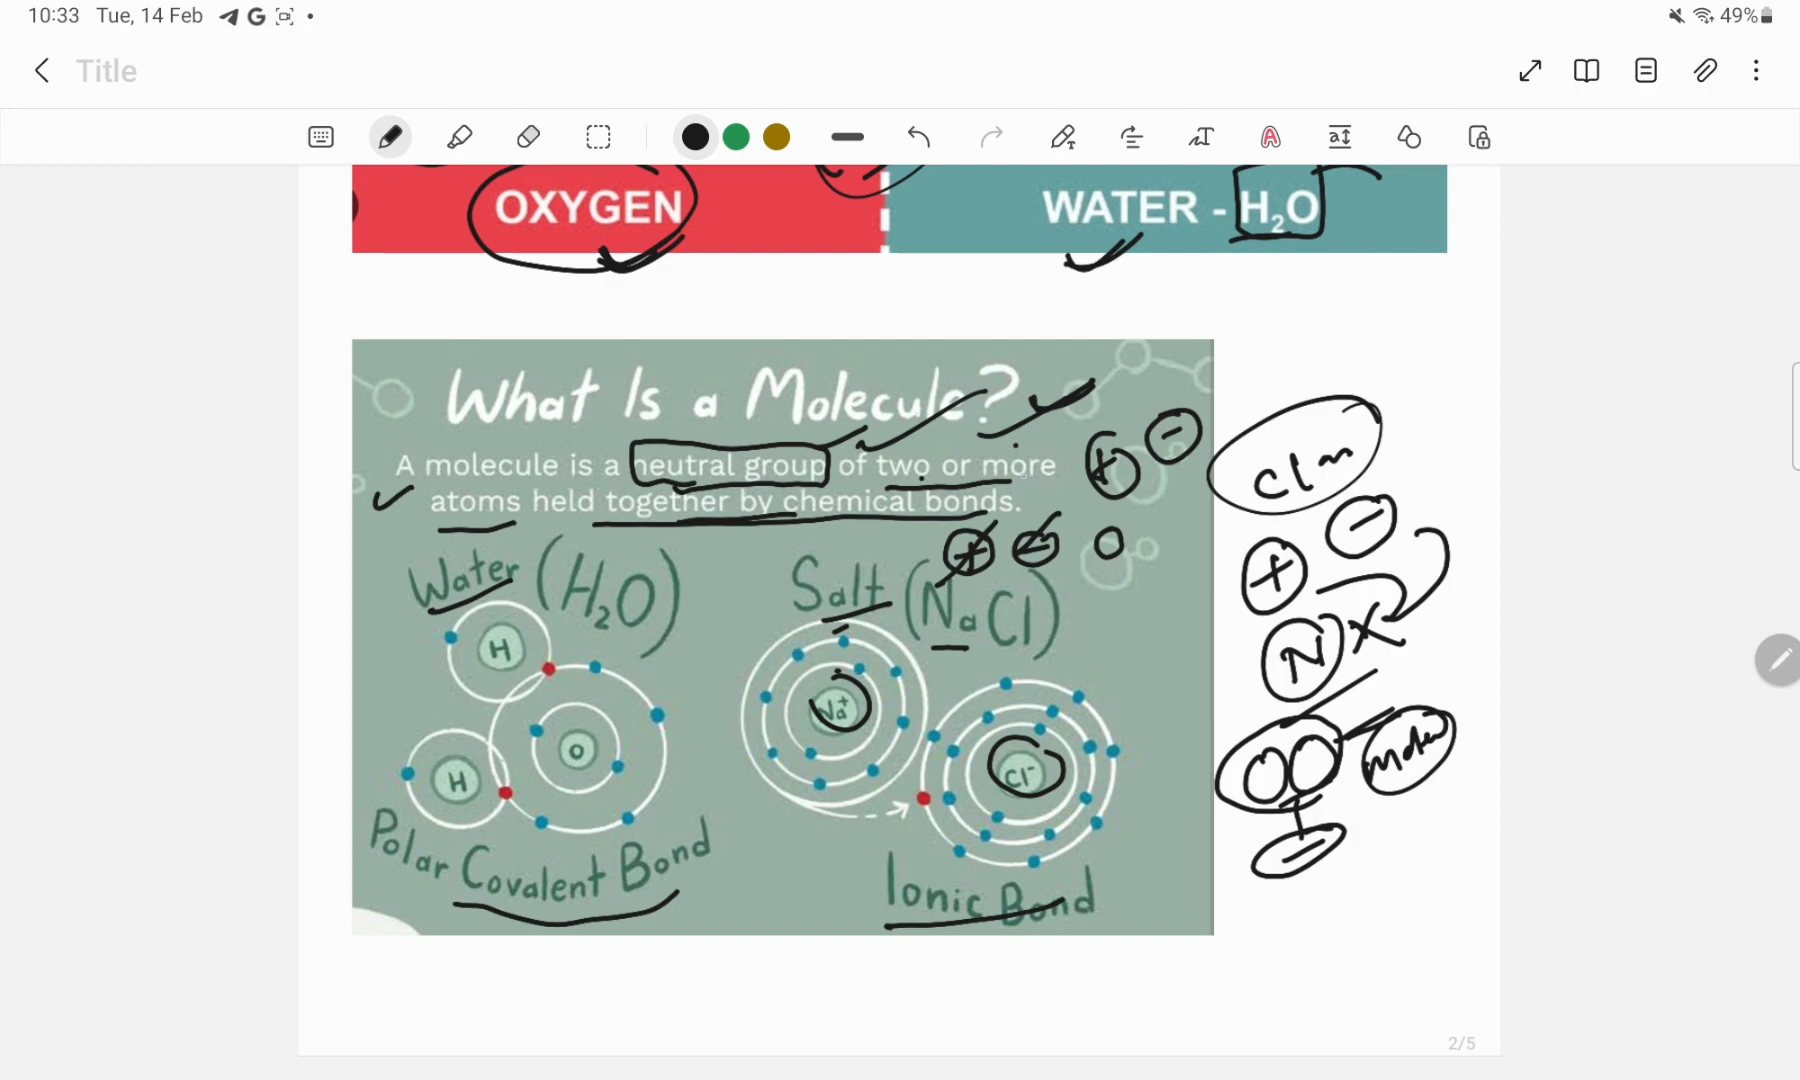 10:33 Tue, 14 Feb G 49%
Title
OXYGEN
WATER - H₂O
What Is a Molecule?
A molecule is a neutral group of two or more
atoms held together by chemical bonds.
+ -
+ - O
Water (H₂O)
Salt (NaCl)
H
H
O
Na⁺
Cl⁻
Polar Covalent Bond
Ionic Bond
+ -
N X
OO
2/5